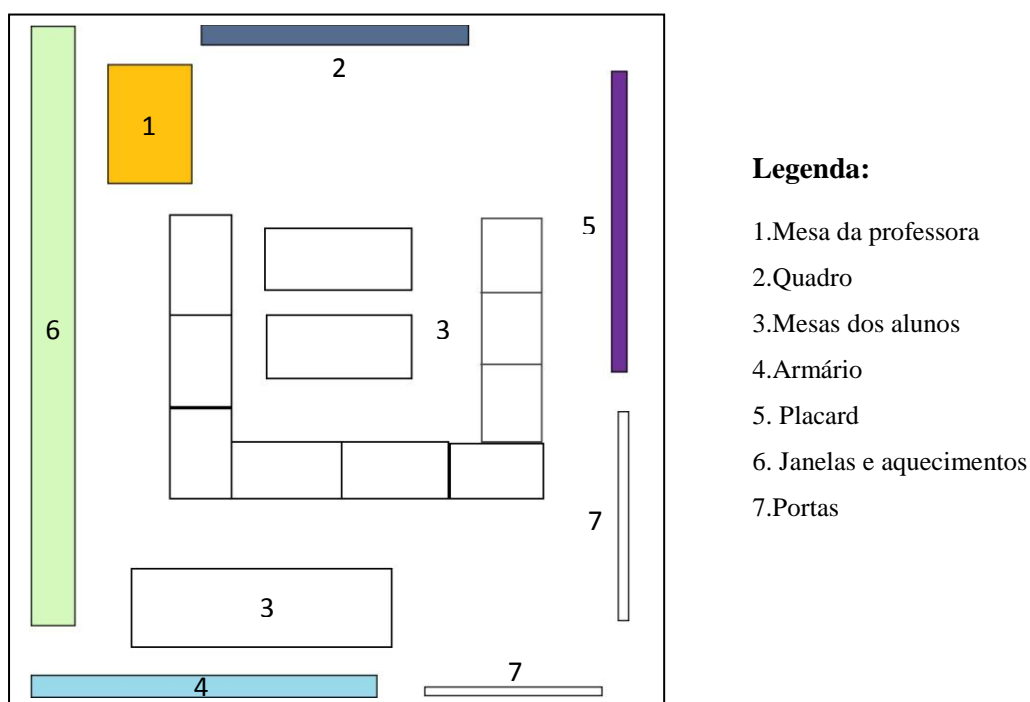 2
1
5
6
3
7
3
7
4
Legenda:
1.Mesa da professora
2.Quadro
3.Mesas dos alunos
4.Armário
5. Placard
6. Janelas e aquecimentos
7.Portas